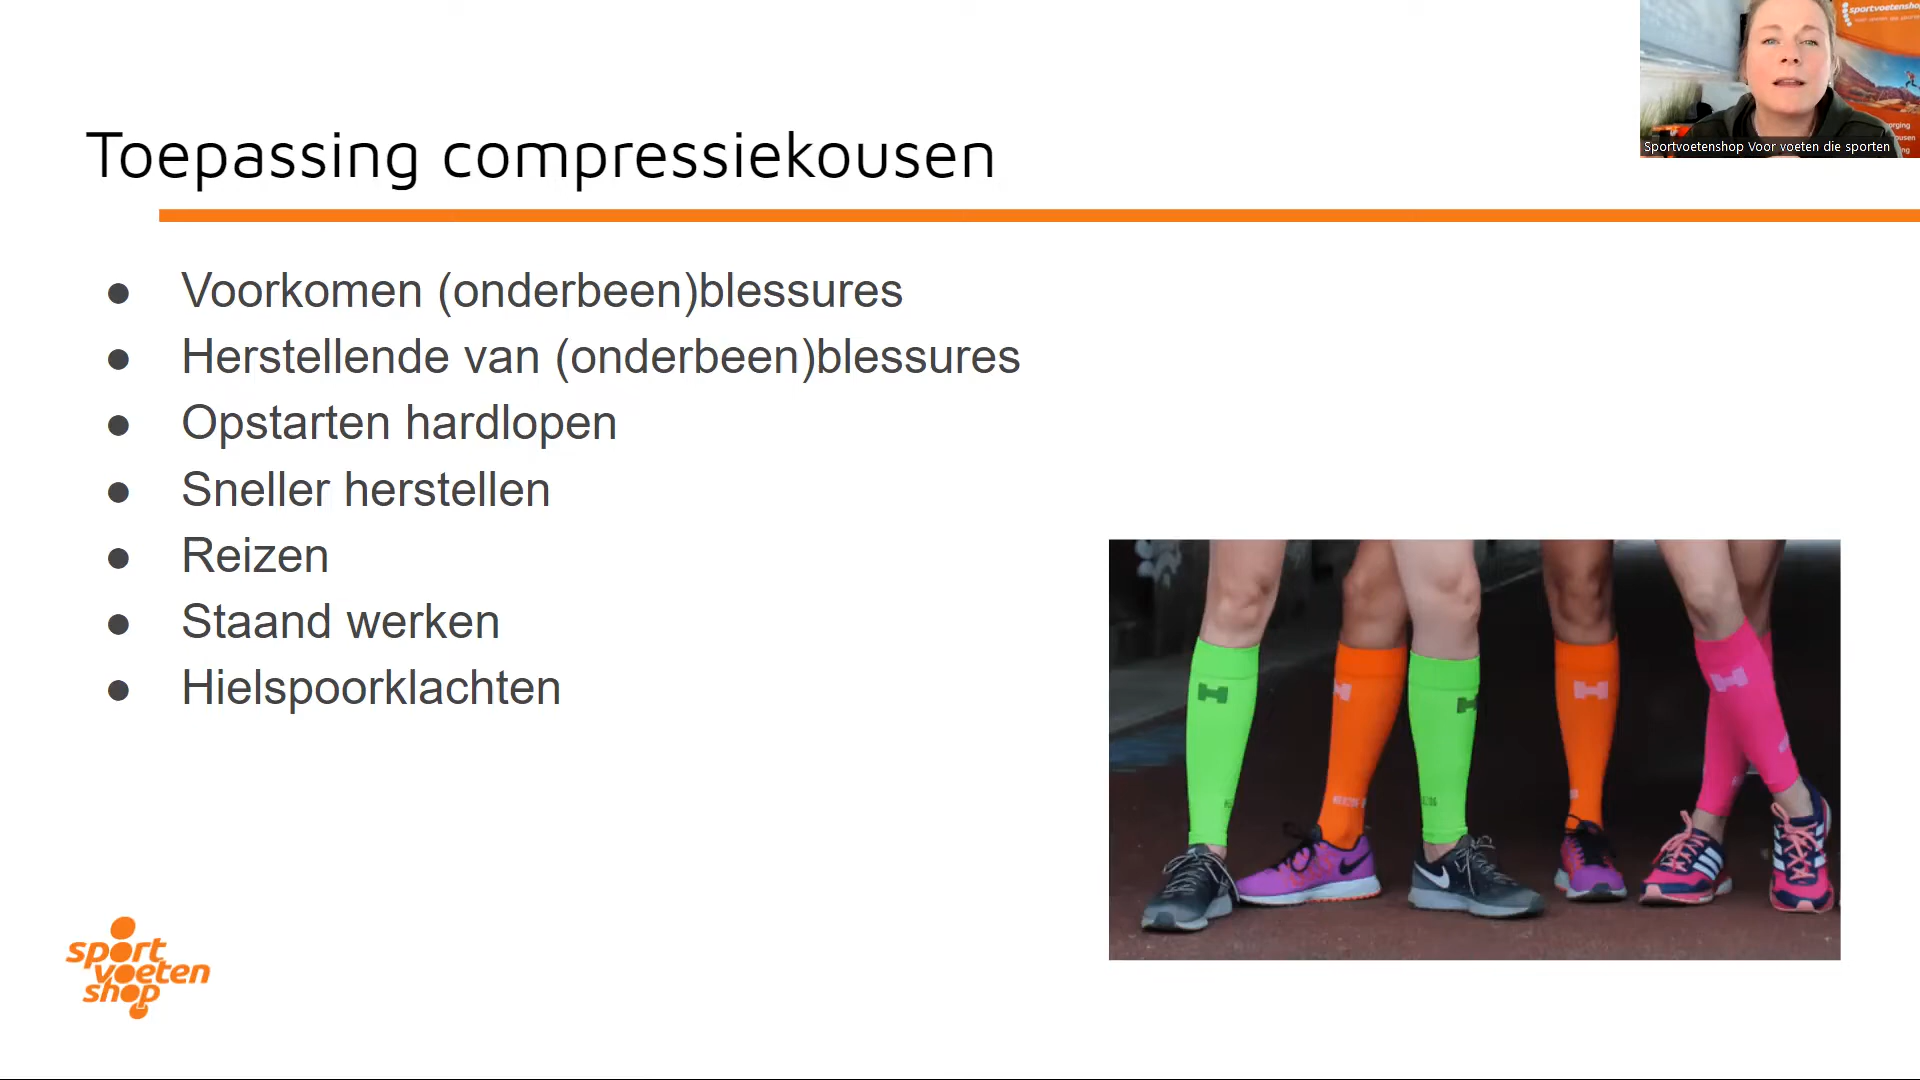 sportvoetenshop
Sportvoetenshop Voor voeten die sporten
Toepassing compressiekousen
● Voorkomen (onderbeen)blessures
● Herstellende van (onderbeen)blessures
● Opstarten hardlopen
● Sneller herstellen
● Reizen
● Staand werken
● Hielspoorklachten
H
H
H
H
H
sport
voeten
shop